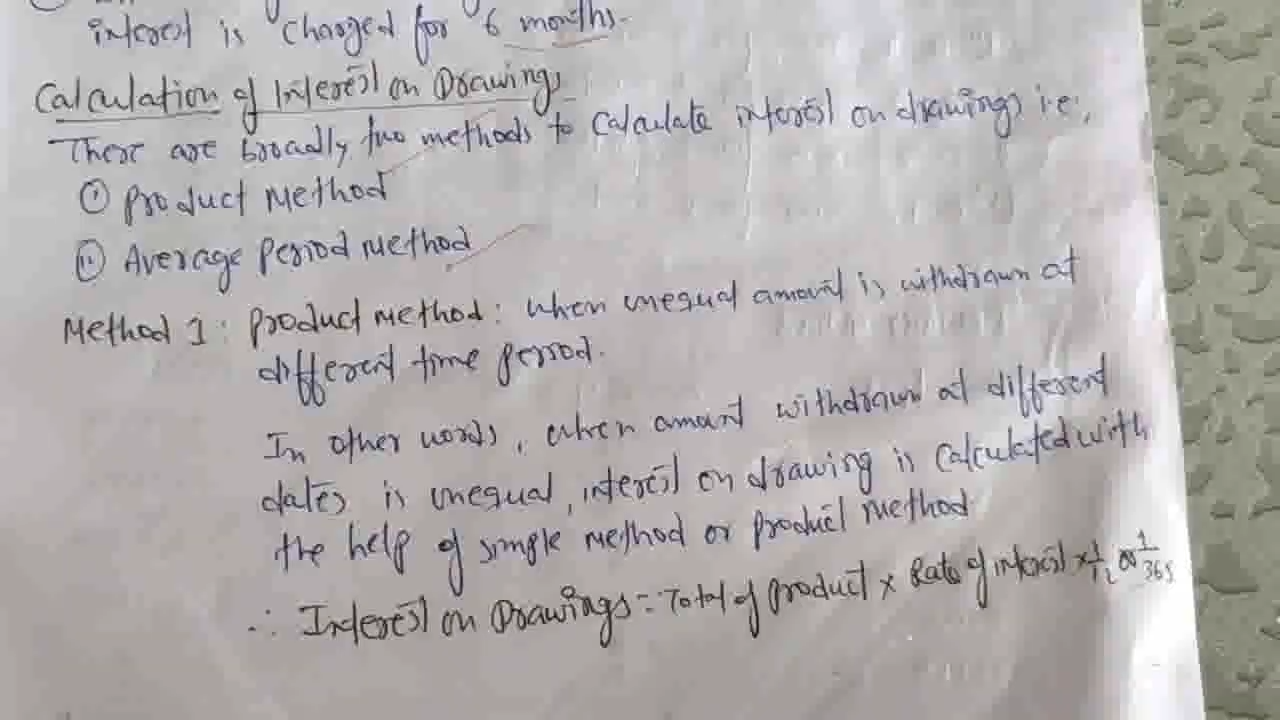 interest is charged for 6 months.
Calculation of Interest on Drawings
There are broadly two methods to calculate interest on drawings i.e;
(i) Product Method
(ii) Average Period Method
Method 1: Product Method: when unequal amount is withdrawn at
different time period.
In other words, when amount withdrawn at different
dates is unequal, interest on drawing is calculated with
the help of simple method or product method
∴ Interest on Drawings = Total of Product × Rate of interest × 1/12 or 1/365